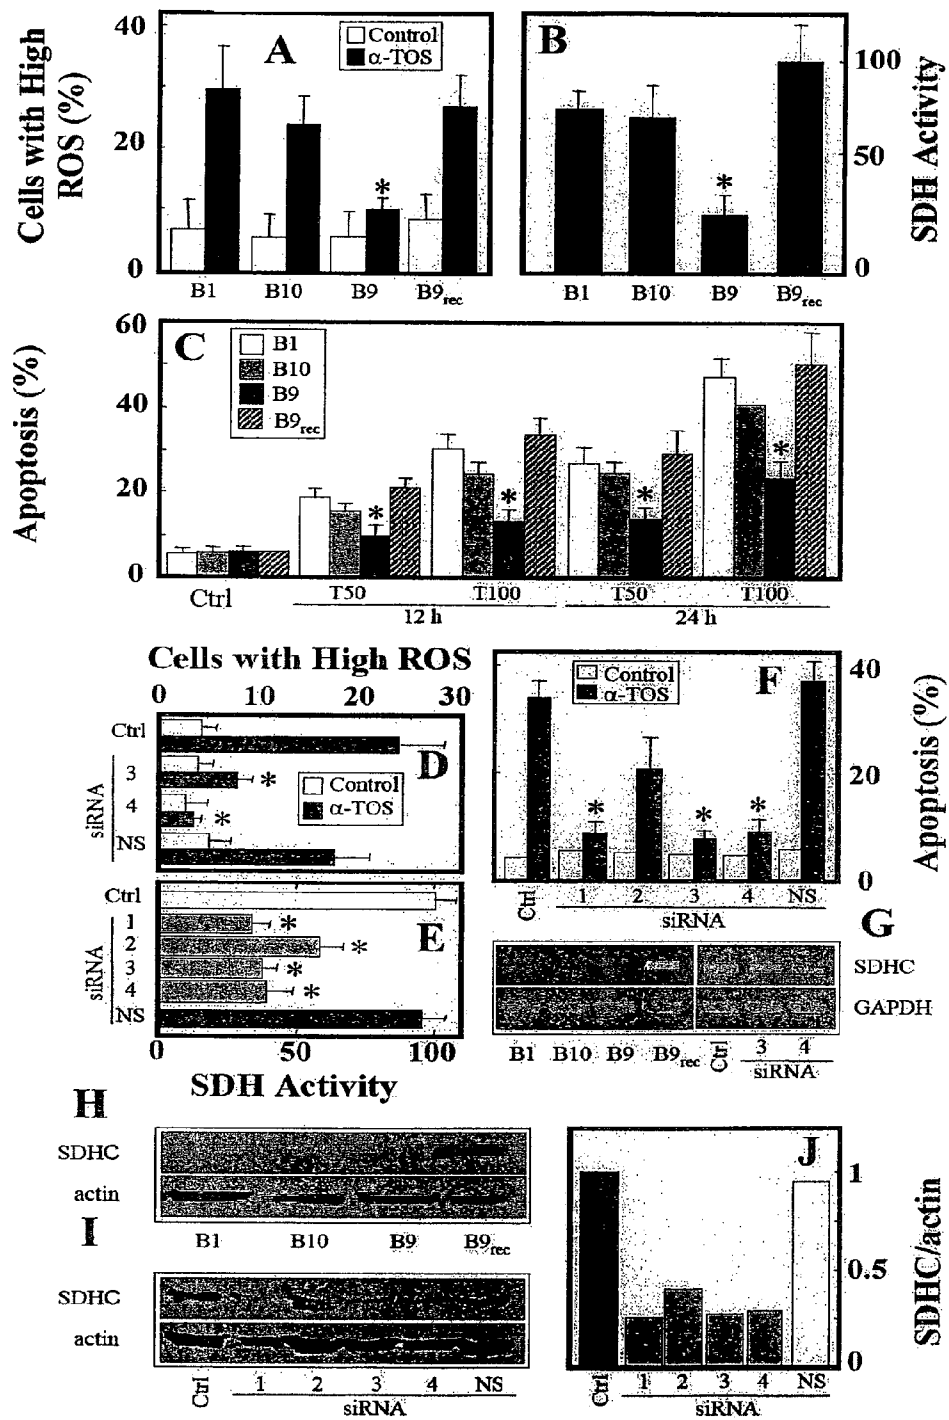 Cells with High
ROS (%)
40
20
0
A
Control
α-TOS
*
B1
B10
B9
B9rec
B
*
100
50
0
SDH Activity
B1
B10
B9
B9rec
Apoptosis (%)
60
40
20
0
C
B1
B10
B9
B9rec
*
*
*
*
Ctrl
T50
T100
T50
T100
12 h
24 h
Cells with High ROS
0
10
20
30
Ctrl
siRNA
3
4
NS
D
Control
α-TOS
*
*
Ctrl
siRNA
1
2
3
4
NS
E
*
*
*
*
0
50
100
SDH Activity
Control
α-TOS
F
40
20
0
Apoptosis (%)
*
*
*
Ctrl
1
2
3
4
NS
siRNA
G
SDHC
GAPDH
B1
B10
B9
B9rec
Ctrl
3
4
siRNA
H
SDHC
actin
B1
B10
B9
B9rec
I
SDHC
actin
Ctrl
1
2
3
4
NS
siRNA
J
1
0.5
0
SDHC/actin
Ctrl
1
2
3
4
NS
siRNA